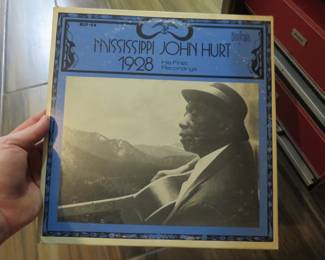 MISSISSIPPI JOHN HURT
1928 His First
Recordings